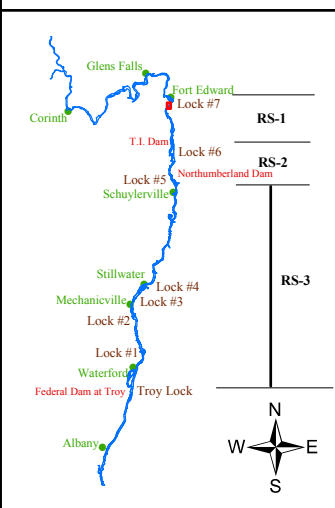 Glens Falls
Fort Edward
Lock #7
Corinth
RS-1
T.I. Dam
Lock #6
RS-2
Northumberland Dam
Lock #5
Schuylerville
Stillwater
Lock #4
RS-3
Mechanicville
Lock #3
Lock #2
Lock #1
Waterford
Federal Dam at Troy
Troy Lock
N
Albany
W
E
S